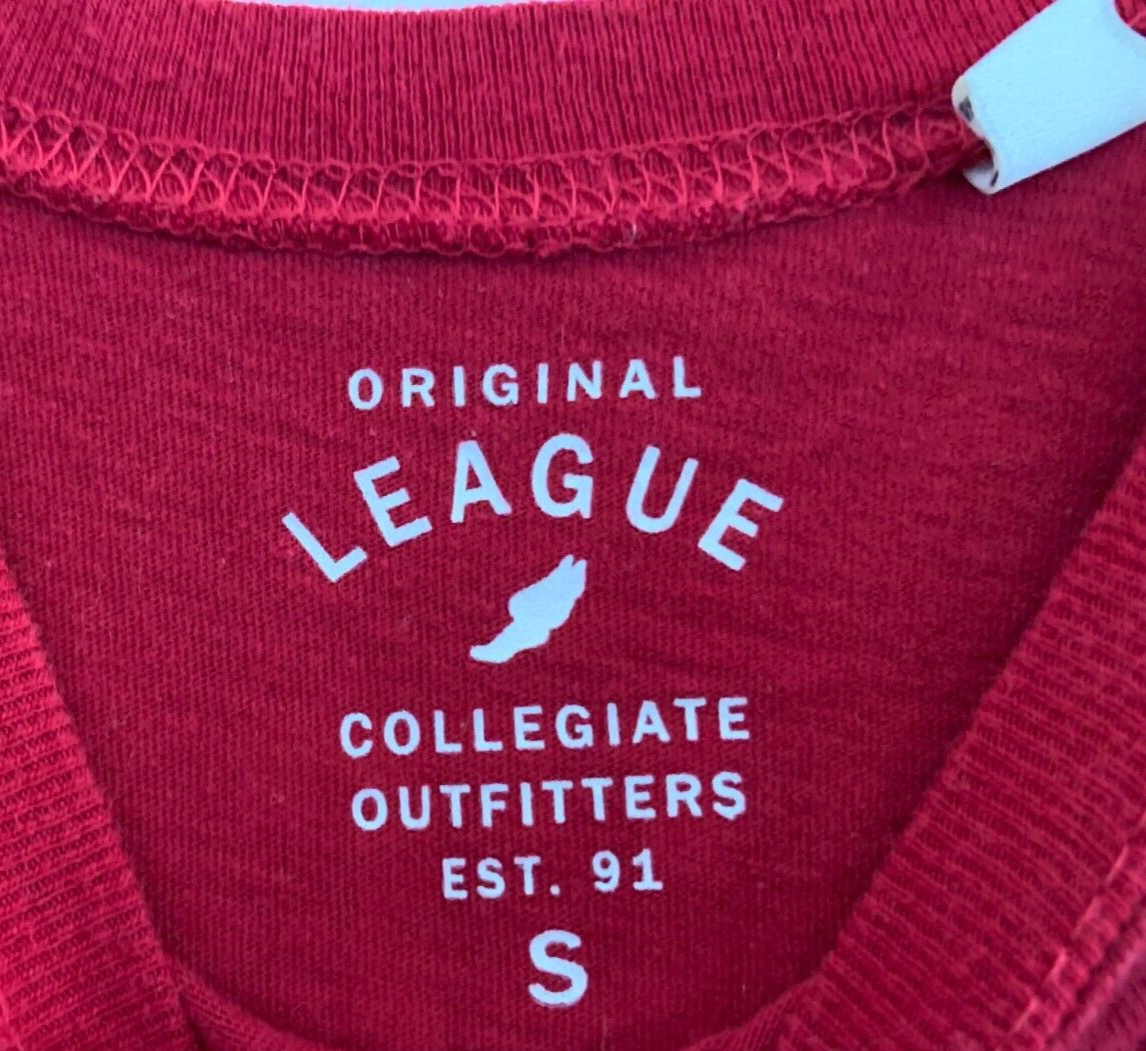 ORIGINAL
LEAGUE
COLLEGIATE
OUTFITTERS
EST. 91
S